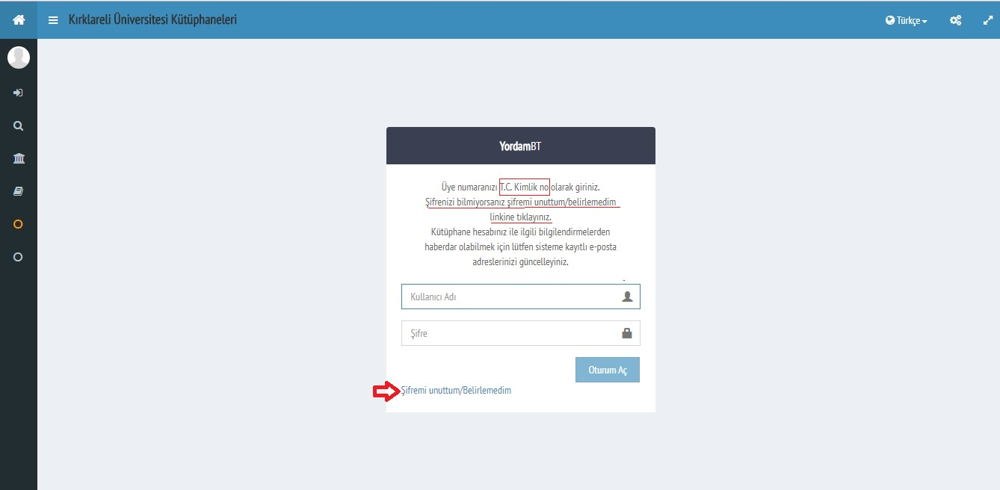 Kırklareli Üniversitesi Kütüphaneleri
Türkçe
YordamBT
Üye numaranızı T.C. Kimlik no olarak giriniz.
Şifrenizi bilmiyorsanız şifremi unuttum/belirlemedim
linkine tıklayınız.
Kütüphane hesabınız ile ilgili bilgilendirmelerden
haberdar olabilmek için lütfen sisteme kayıtlı e-posta
adreslerinizi güncelleyiniz.
Kullanıcı Adı
Şifre
Oturum Aç
Şifremi unuttum/Belirlemedim